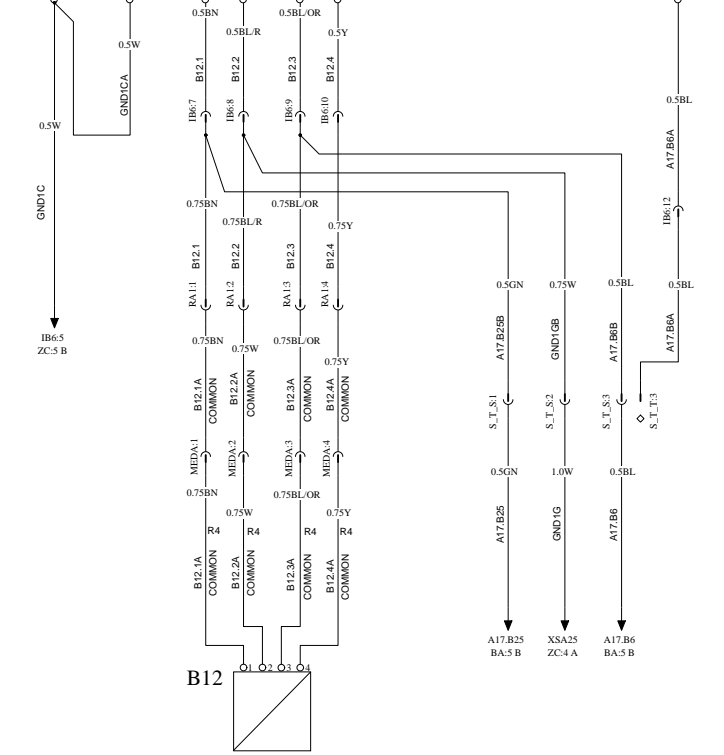 0.5BN
0.5BL/R
0.5BL/OR
0.5Y
0.5W
GND1CA
B12.1
B12.2
B12.3
B12.4
0.5BL
IB6:7
IB6:8
IB6:9
IB6:10
0.5W
A17.B6A
GND1C
0.75BN
0.75BL/R
0.75BL/OR
0.75Y
IB6:12
B12.1
B12.2
B12.3
B12.4
RA1:1
RA1:2
RA1:3
RA1:4
0.5GN
0.75W
0.5BL
0.5BL
IB6:5
ZC:5 B
A17.B25B
GND1GB
A17.B6B
A17.B6A
0.75BN
0.75W
0.75BL/OR
0.75Y
B12.1A
COMMON
B12.2A
COMMON
B12.3A
COMMON
B12.4A
COMMON
S_T_S:1
S_T_S:2
S_T_S:3
S_T_T:3
MEDA:1
MEDA:2
MEDA:3
MEDA:4
0.5GN
1.0W
0.5BL
0.75BN
0.75W
0.75BL/OR
0.75Y
R4
R4
R4
R4
A17.B25
GND1G
A17.B6
B12.1A
COMMON
B12.2A
COMMON
B12.3A
COMMON
B12.4A
COMMON
A17.B25
BA:5 B
XSA25
ZC:4 A
A17.B6
BA:5 B
B12
1
2
3
4